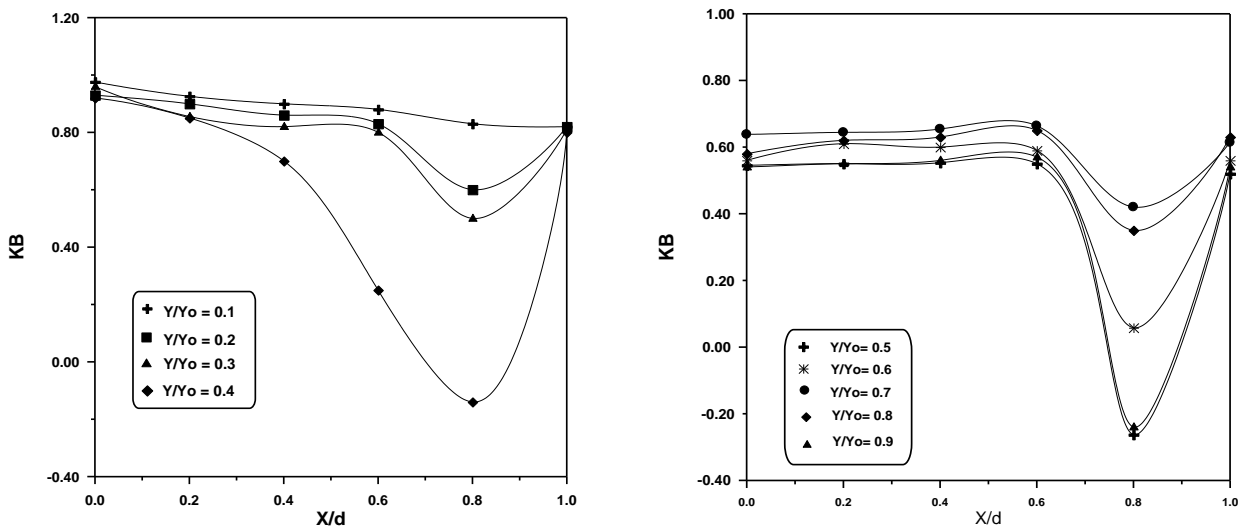 1.20
0.80
0.40
0.00
-0.40
KB
0.0 0.2 0.4 0.6 0.8 1.0
X/d
Y/Yo = 0.1
Y/Yo = 0.2
Y/Yo = 0.3
Y/Yo = 0.4
1.00
0.80
0.60
0.40
0.20
0.00
-0.20
-0.40
KB
0.0 0.2 0.4 0.6 0.8 1.0
X/d
Y/Yo= 0.5
Y/Yo= 0.6
Y/Yo= 0.7
Y/Yo= 0.8
Y/Yo= 0.9